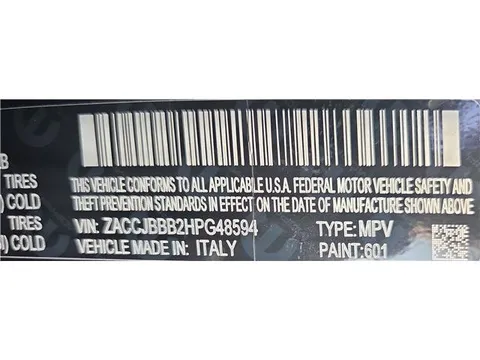 B
TIRES THIS VEHICLE CONFORMS TO ALL APPLICABLE U.S.A. FEDERAL MOTOR VEHICLE SAFETY AND
) COLD THEFT PREVENTION STANDARDS IN EFFECT ON THE DATE OF MANUFACTURE SHOWN ABOVE
TIRES VIN: ZACCJBBB2HPG48594 TYPE: MPV
) COLD VEHICLE MADE IN: ITALY PAINT: 601